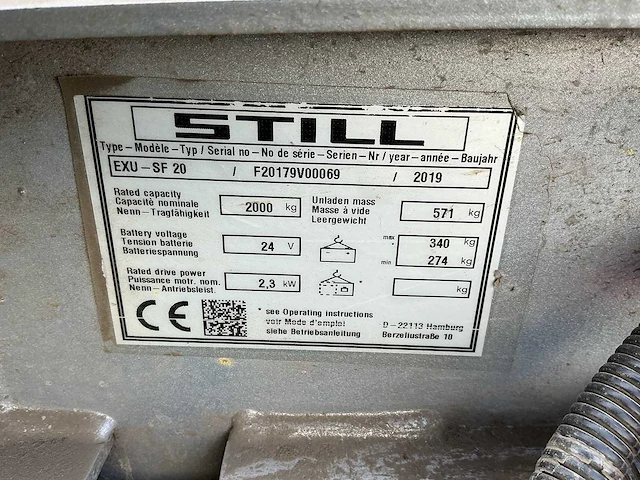 STILL
Type – Modèle – Typ / Serial no – No de série – Serien – Nr / year – année – Baujahr
EXU – SF 20 / F20179V00069 / 2019
Rated capacity
Capacité nominale
Nenn – Tragfähigkeit
2000 kg
Unladen mass
Masse à vide
Leergewicht
571 kg
Battery voltage
Tension batterie
Batteriespannung
24 V
max 340 kg
*
min 274 kg
Rated drive power
Puissance motr. nom.
Nenn – Antriebsleist.
2,3 kW
* kg
CE
* see Operating instructions
voir Mode d'emploi
siehe Betriebsanleitung
D – 22113 Hamburg
Berzeliustraße 10